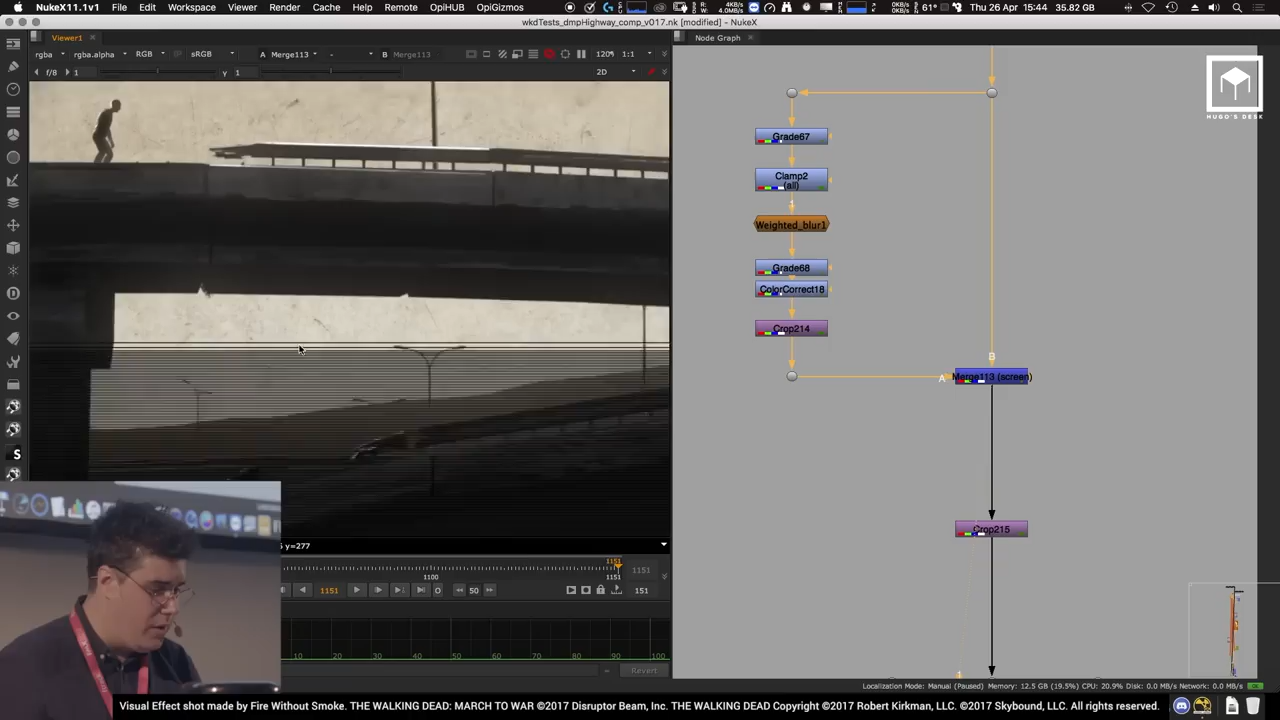 NukeX11.1v1 File Edit Workspace Viewer Render Cache Help Remote OpiHUB OpiGizmos
4KB/s 4.0MB/s 61° Thu 26 Apr 15:44 35.82 GB
wkdTests_dmpHighway_comp_v017.nk [modified] - NukeX
Viewer1
Node Graph
rgba rgba.alpha RGB sRGB A Merge113 - B Merge113 120% 1:1
f/8 1 y 1 2D
HUGO'S DESK
Grade67
Clamp2
(all)
Weighted_blur1
Grade68
ColorCorrect18
Crop214
B
A Merge113 (screen)
Crop215
y=277
1151
1100 1151 1151
1151 50 151
10 20 30 40 50 60 70 80 90 100
Revert
Localization Mode: Manual (Paused) Memory: 12.5 GB (19.5%) CPU: 20.9% Disk: 0.0 MB/s Network: 0.0 MB/s
Visual Effect shot made by Fire Without Smoke. THE WALKING DEAD: MARCH TO WAR ©2017 Disruptor Beam, Inc. THE WALKING DEAD Copyright ©2017 Robert Kirkman, LLC. ©2017 Skybound, LLC. All rights reserved.